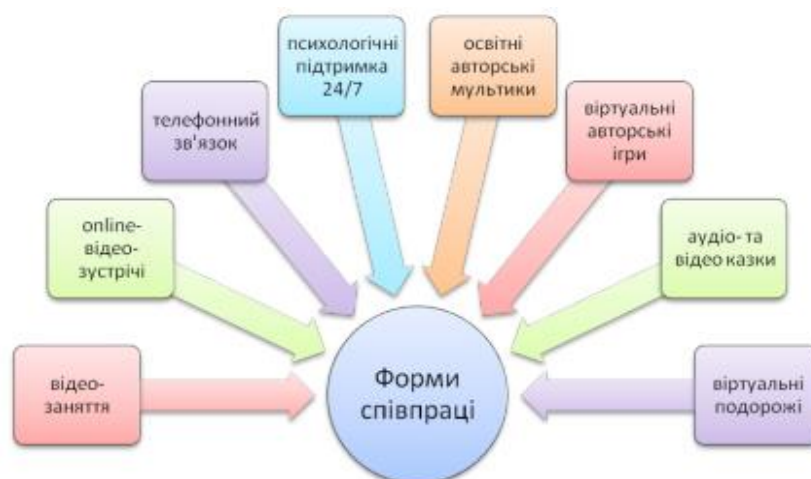 психологічні
підтримка
24/7
освітні
авторські
мультики
телефонний
зв'язок
віртуальні
авторські
ігри
online-
відео-
зустрічі
аудіо- та
відео казки
відео-
заняття
Форми
співпраці
віртуальні
подорожі